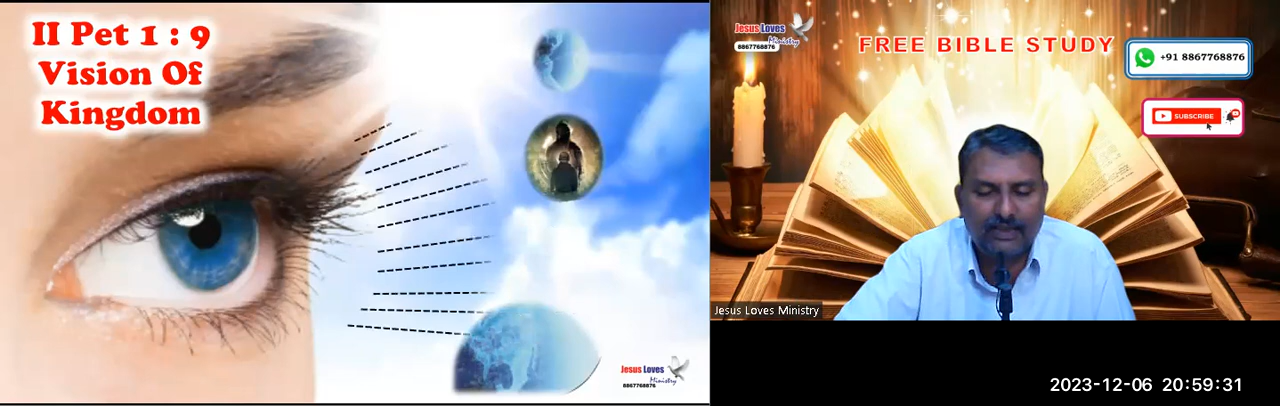 II Pet 1 : 9
Vision Of
Kingdom
Jesus Loves
Ministry
8867768876
Jesus Loves
Ministry
8867768876
FREE BIBLE STUDY
+91 8867768876
SUBSCRIBE
Jesus Loves Ministry
2023-12-06 20:59:31